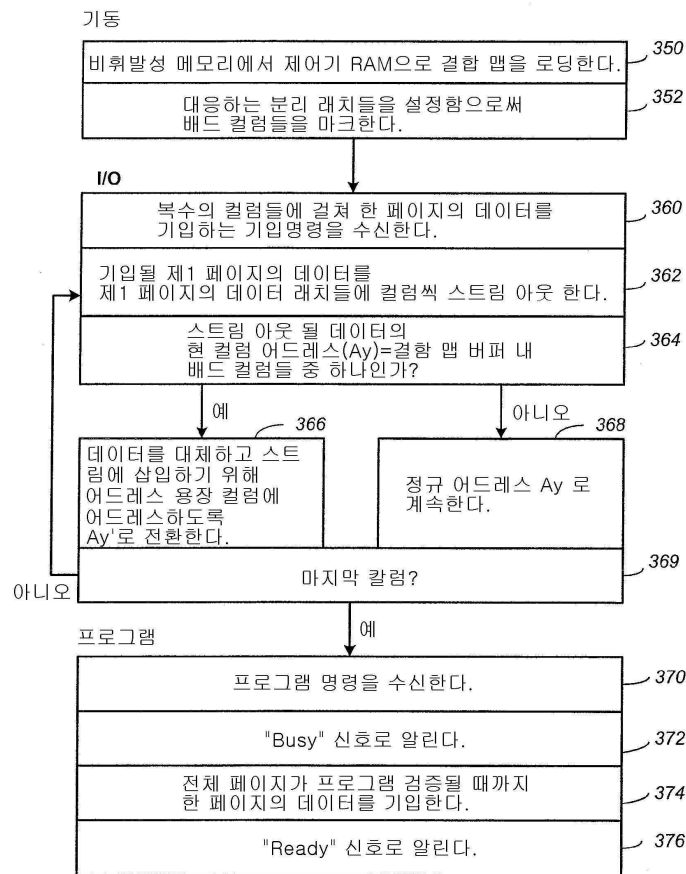 기동
비휘발성 메모리에서 제어기 RAM으로 결합 맵을 로딩한다.
350
대응하는 분리 래치들을 설정함으로써
배드 컬럼들을 마크한다.
352
I/O
복수의 컬럼들에 걸쳐 한 페이지의 데이터를
기입하는 기입명령을 수신한다.
360
기입될 제1 페이지의 데이터를
제1 페이지의 데이터 래치들에 컬럼씩 스트림 아웃 한다.
362
스트림 아웃 될 데이터의
현 컬럼 어드레스(Ay)=결함 맵 버퍼 내
배드 컬럼들 중 하나인가?
364
예
아니오
366
368
데이터를 대체하고 스트
림에 삽입하기 위해
어드레스 용장 컬럼에
어드레스하도록
Ay'로 전환한다.
정규 어드레스 Ay 로
계속한다.
마지막 칼럼?
369
아니오
예
프로그램
프로그램 명령을 수신한다.
370
"Busy" 신호로 알린다.
372
전체 페이지가 프로그램 검증될 때까지
한 페이지의 데이터를 기입한다.
374
"Ready" 신호로 알린다.
376